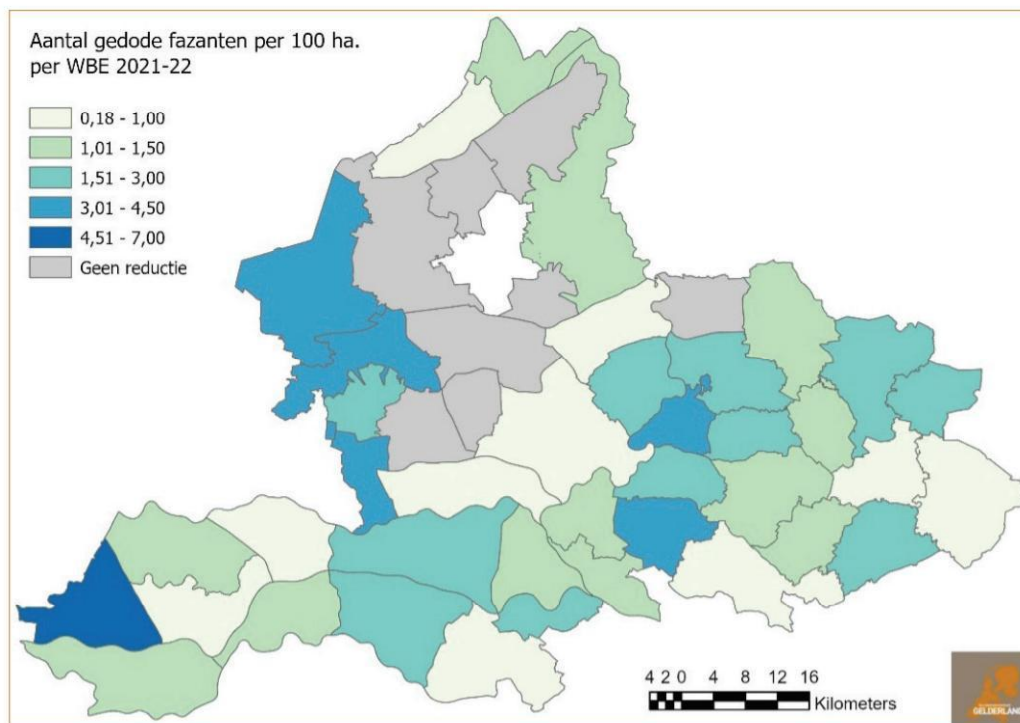 Aantal gedode fazanten per 100 ha.
per WBE 2021-22
0,18 - 1,00
1,01 - 1,50
1,51 - 3,00
3,01 - 4,50
4,51 - 7,00
Geen reductie
4 2 0 4 8 12 16
Kilometers
GELDERLAND